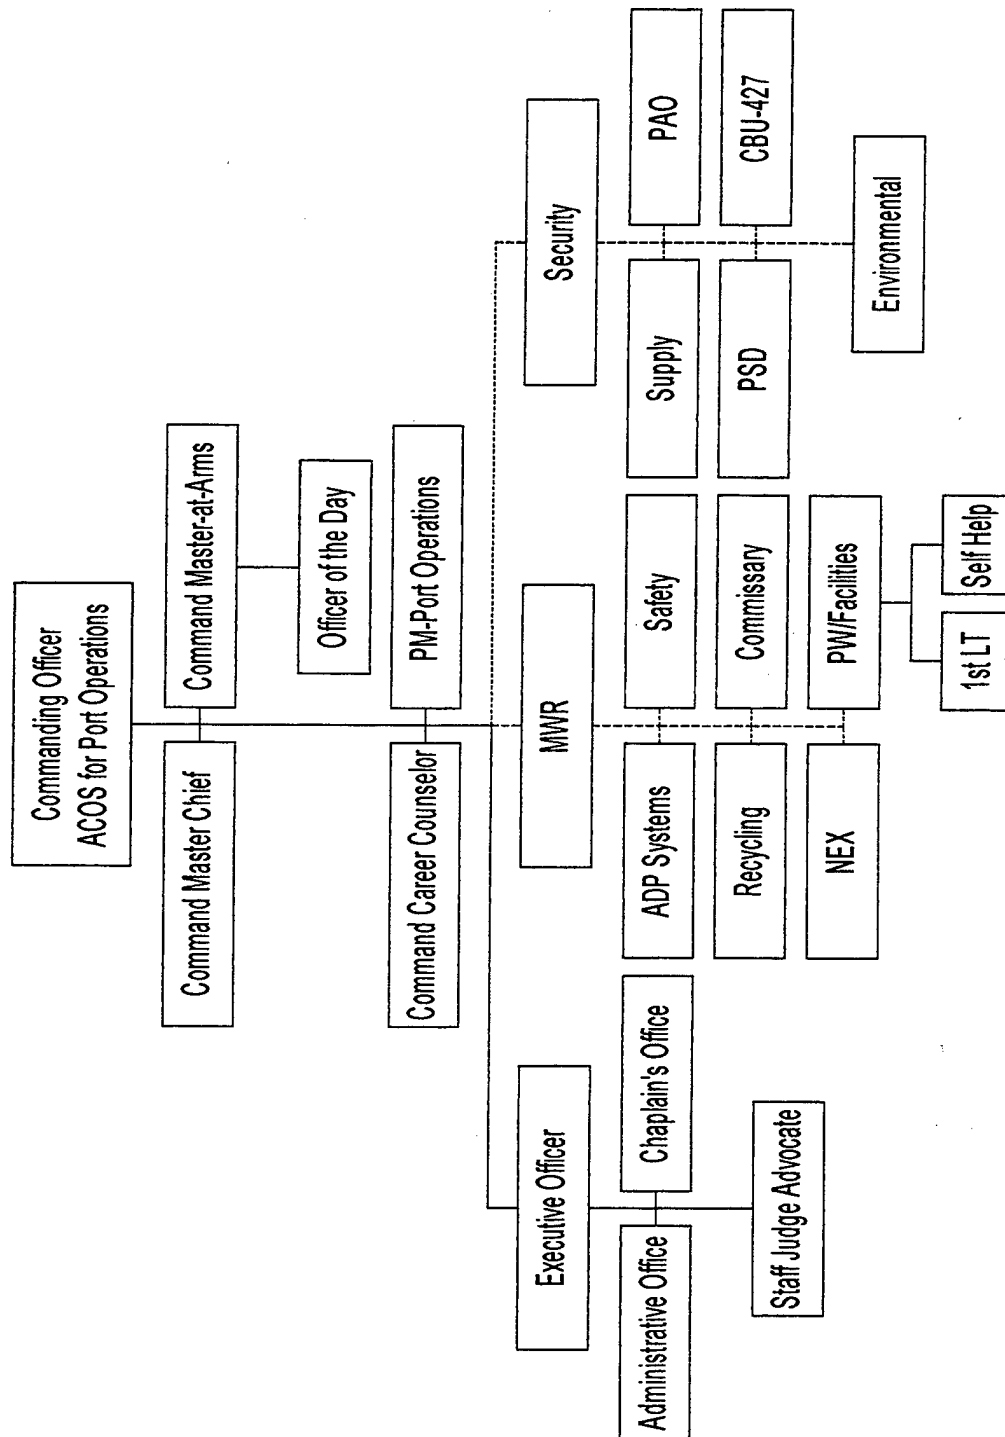 Commanding Officer
ACOS for Port Operations
Command Master Chief
Command Master-at-Arms
Officer of the Day
Command Career Counselor
PM-Port Operations
Executive Officer
MWR
Security
Administrative Office
Chaplain's Office
ADP Systems
Safety
Supply
PAO
Staff Judge Advocate
Recycling
Commissary
PSD
CBU-427
NEX
PW/Facilities
Environmental
1st LT
Self Help